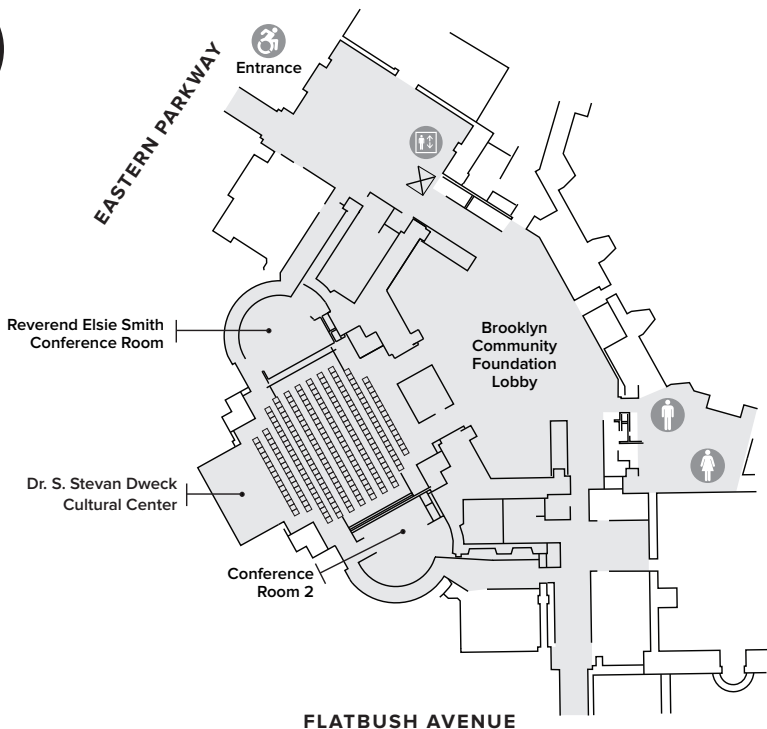 Entrance
EASTERN PARKWAY
Reverend Elsie Smith
Conference Room
Brooklyn
Community
Foundation
Lobby
Dr. S. Stevan Dweck
Cultural Center
Conference
Room 2
FLATBUSH AVENUE